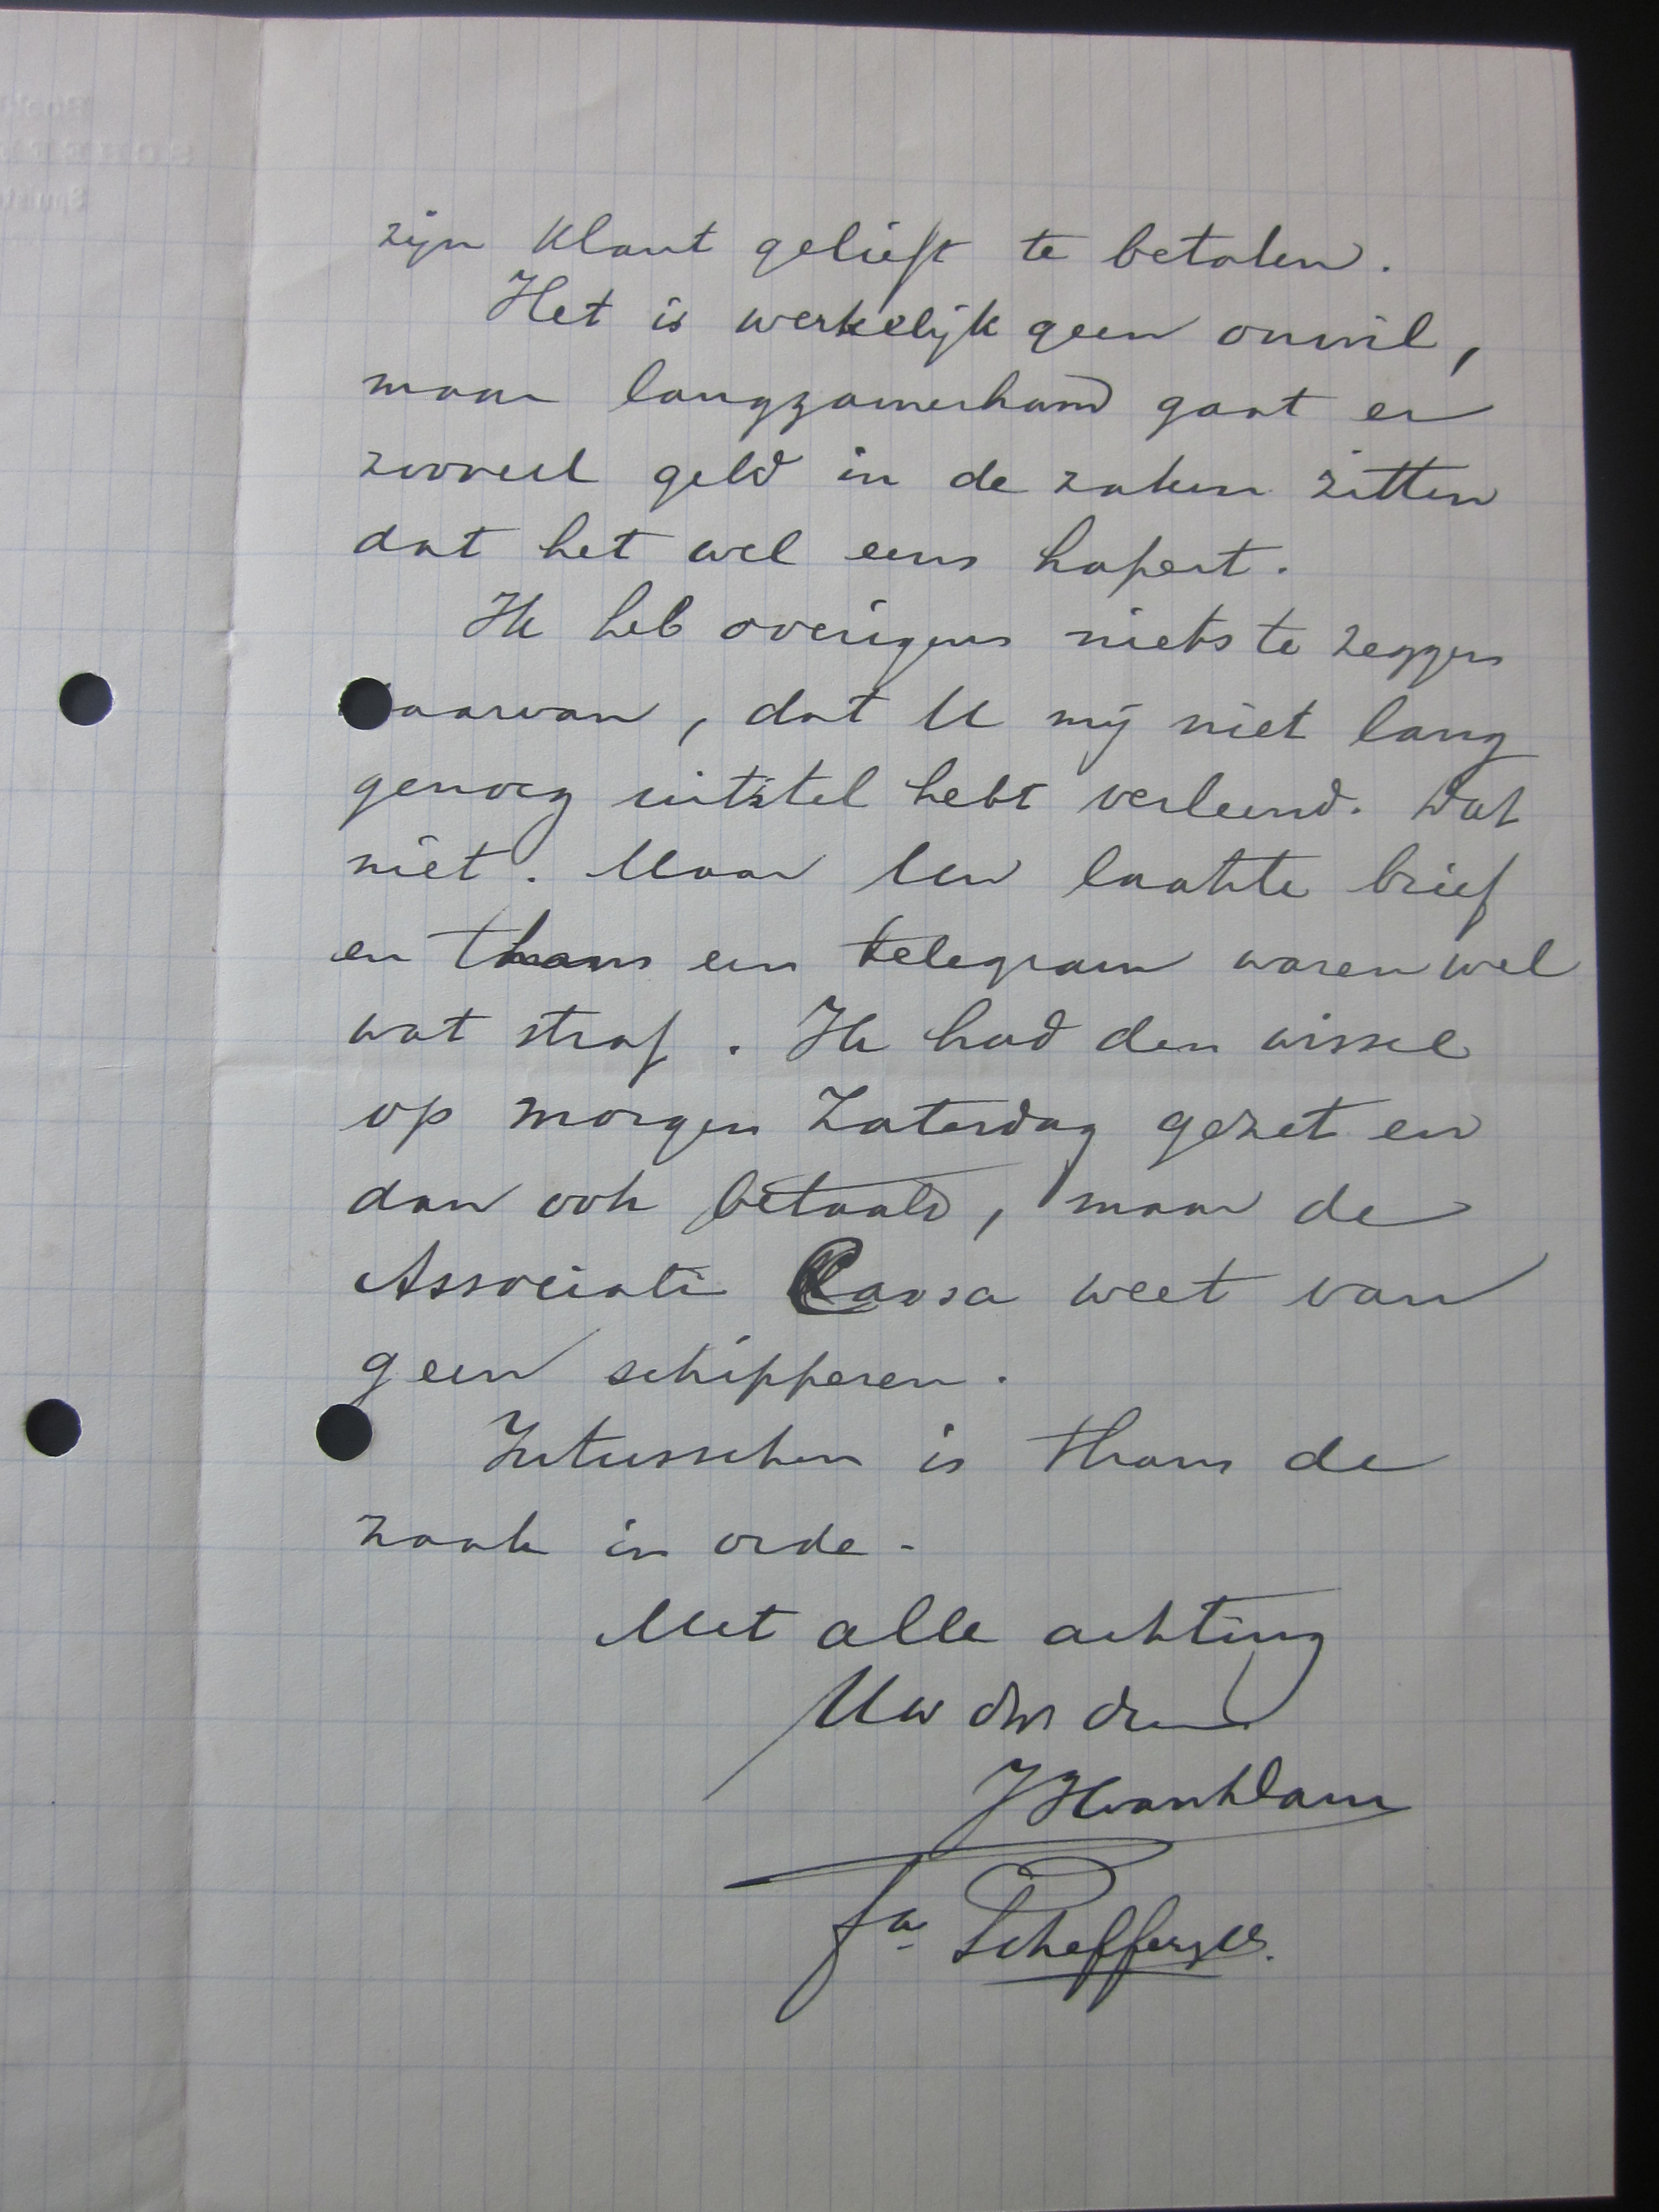 zijn klant gelieft te betalen.
Het is werkelijk geen onwil,
maar langzamerhand gaat er
zooveel geld in de zaken zitten
dat het wel eens hapert.
Ik heb overigens niets te zeggen
daarvan, dat U mij niet lang
genoeg uitstel hebt verleend. Dat
niet. Maar Uw laatste brief
en thans een telegram waren wel
wat straf. Ik had den wissel
op morgen Zaterdag gezet en
dan ook betaald, maar de
Associatie Cassa weet van
geen schipperen.
Intusschen is thans de
zaak in orde.
Met alle achting
Uw dw dn
fa Scheffer